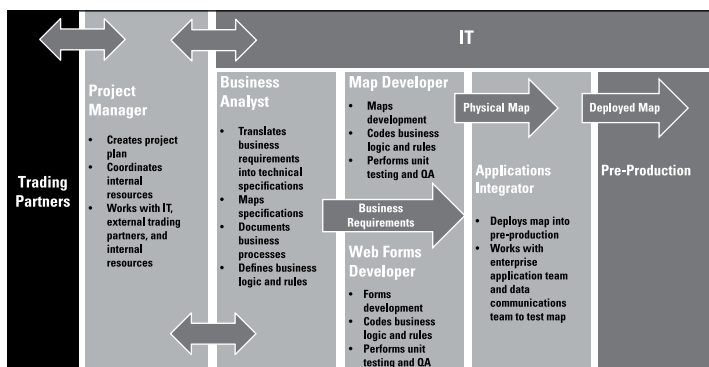 IT
Trading
Partners
Project
Manager
• Creates project
plan
• Coordinates
internal
resources
• Works with IT,
external trading
partners, and
internal
resources
Business
Analyst
• Translates
business
requirements
into technical
specifications
• Maps
specifications
• Documents
business
processes
• Defines business
logic and rules
Map Developer
• Maps
development
• Codes business
logic and rules
• Performs unit
testing and QA
Business
Requirements
Web Forms
Developer
• Forms
development
• Codes business
logic and rules
• Performs unit
testing and QA
Physical Map
Applications
Integrator
• Deploys map into
pre-production
• Works with
enterprise
application team
and data
communications
team to test map
Deployed Map
Pre-Production